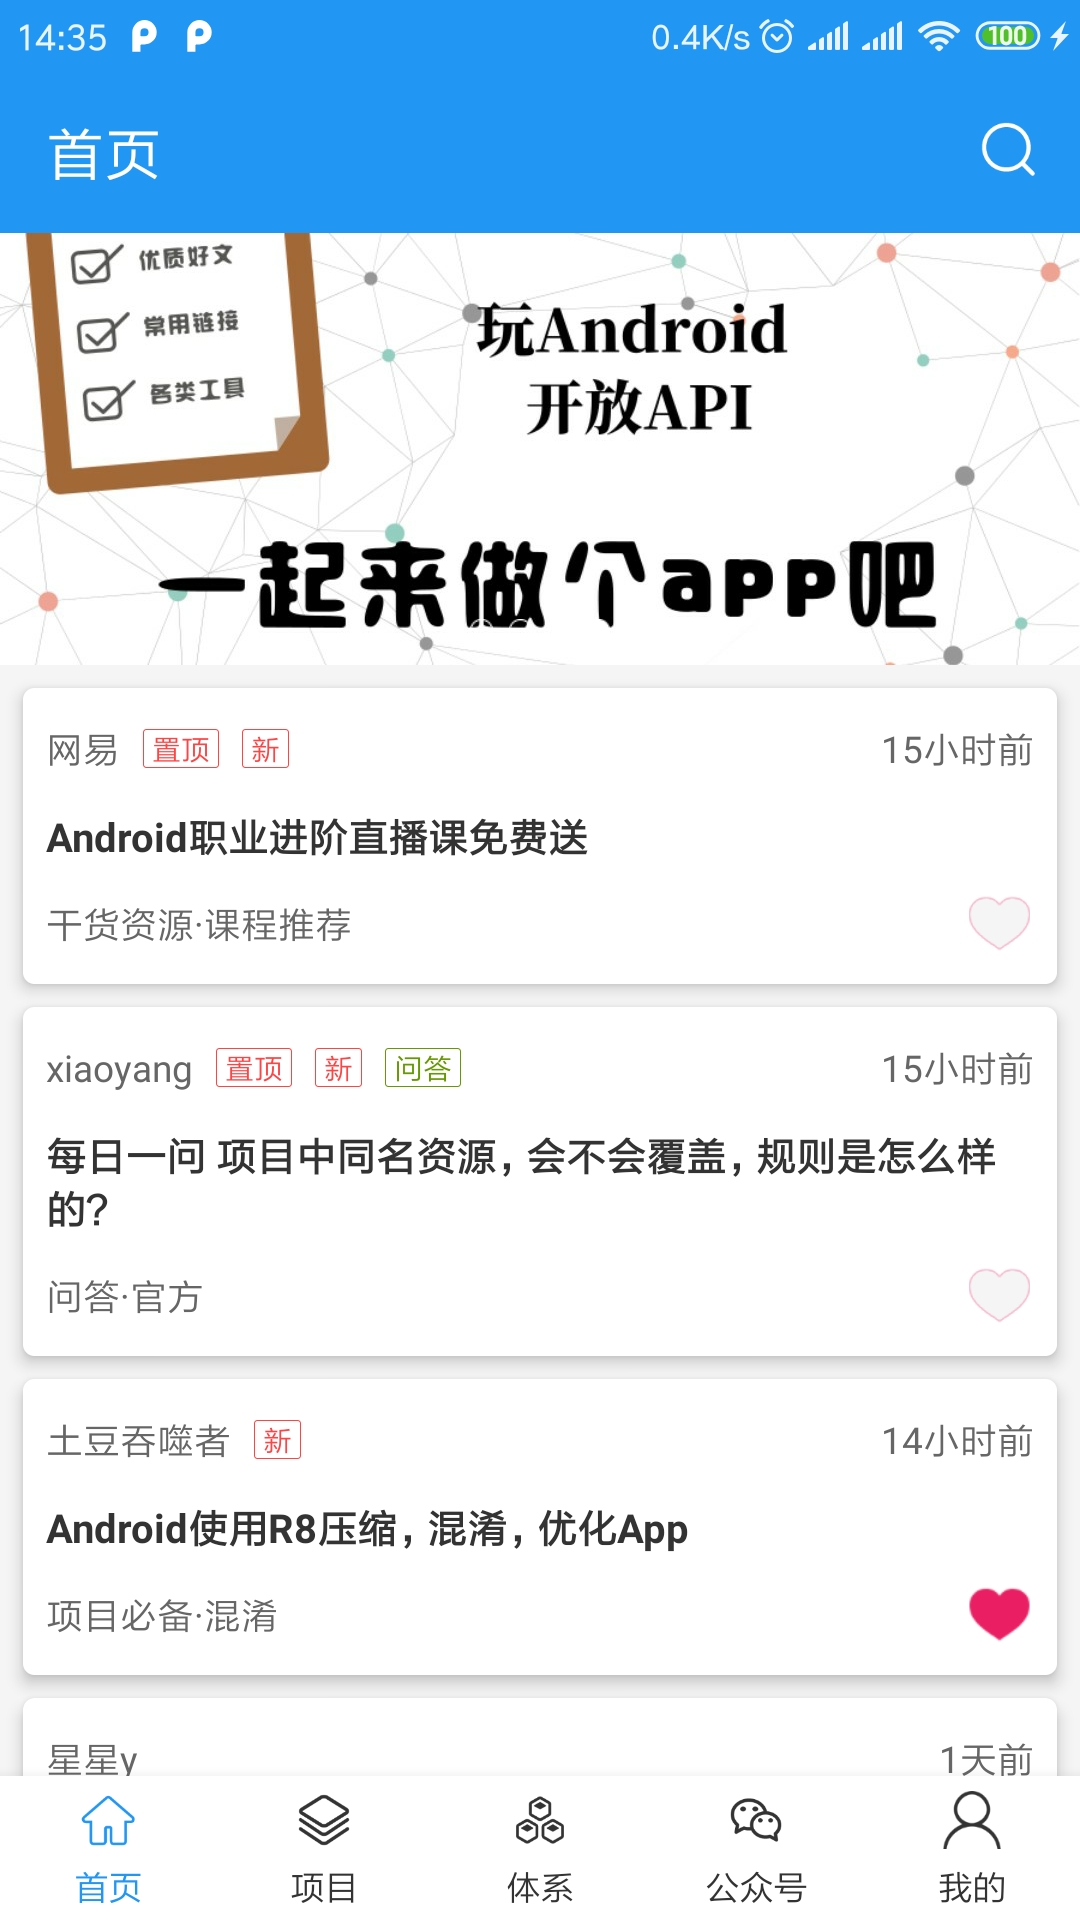 14:35 0.4K/s 100
首页
优质好文
常用链接
各类工具
玩Android
开放API
一起来做个app吧
网易 置顶 新 15小时前
Android职业进阶直播课免费送
干货资源·课程推荐
xiaoyang 置顶 新 问答 15小时前
每日一问 项目中同名资源，会不会覆盖，规则是怎么样
的？
问答·官方
土豆吞噬者 新 14小时前
Android使用R8压缩，混淆，优化App
项目必备·混淆
星星y 1天前
首页 项目 体系 公众号 我的